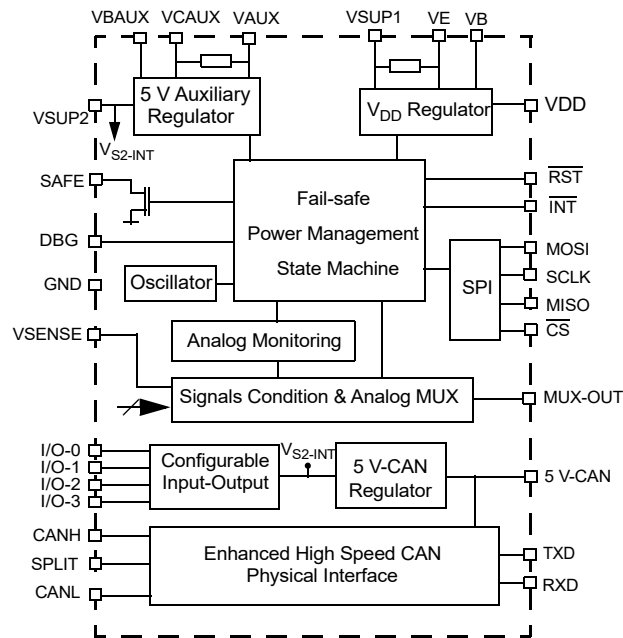 VBAUX VCAUX VAUX VSUP1 VE VB
5 V Auxiliary
Regulator
V_DD Regulator
VDD
VSUP2
V_S2-INT
SAFE
RST
Fail-safe
INT
Power Management
DBG
MOSI
State Machine
SCLK
Oscillator
SPI
GND
MISO
CS
VSENSE
Analog Monitoring
Signals Condition & Analog MUX
MUX-OUT
I/O-0
V_S2-INT
I/O-1
Configurable
Input-Output
5 V-CAN
Regulator
5 V-CAN
I/O-2
I/O-3
CANH
Enhanced High Speed CAN
Physical Interface
TXD
SPLIT
RXD
CANL